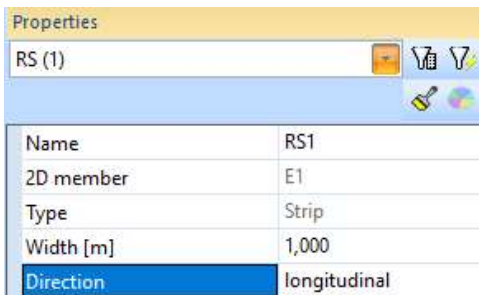 Properties
RS (1)
Name RS1
2D member E1
Type Strip
Width [m] 1,000
Direction longitudinal